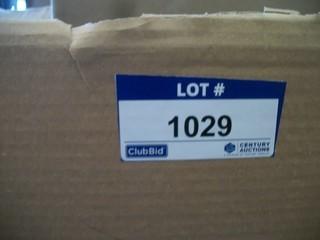 LOT #
1029
ClubBid
CENTURY
AUCTIONS